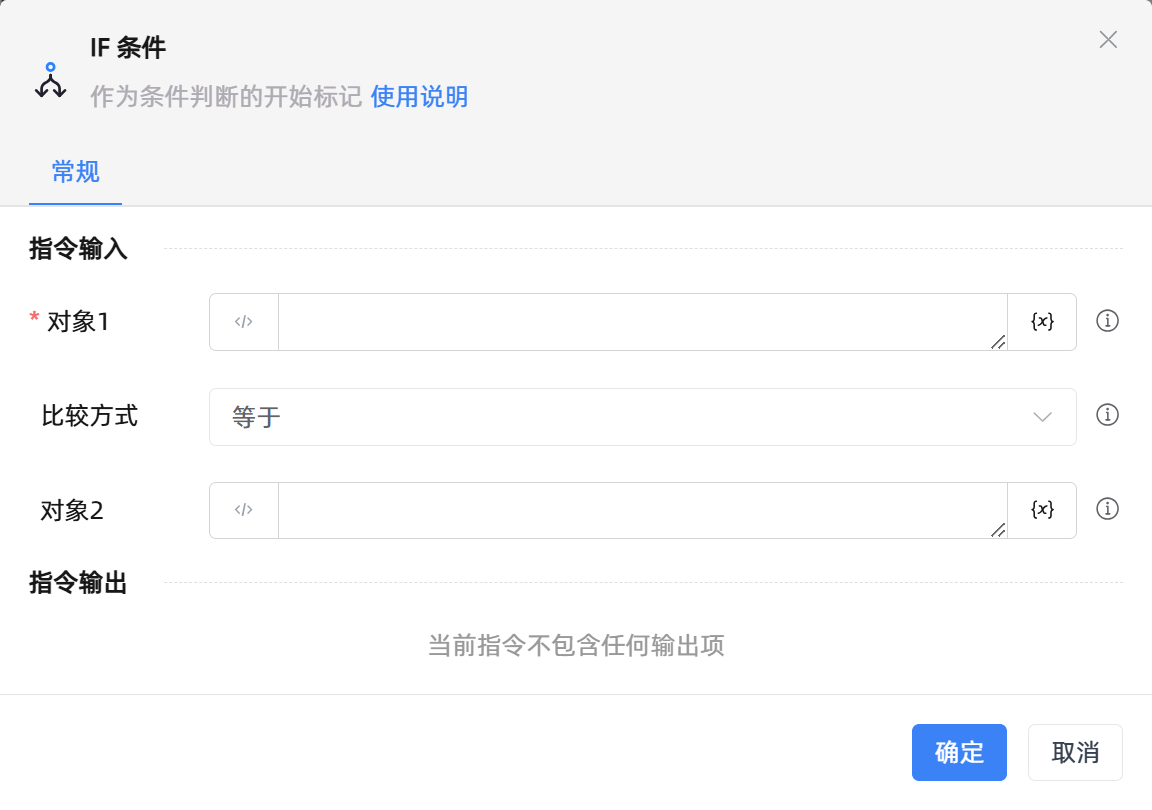 IF 条件
作为条件判断的开始标记 使用说明
常规
指令输入
* 对象1
</>
{x}
比较方式
等于
对象2
</>
{x}
指令输出
当前指令不包含任何输出项
确定
取消